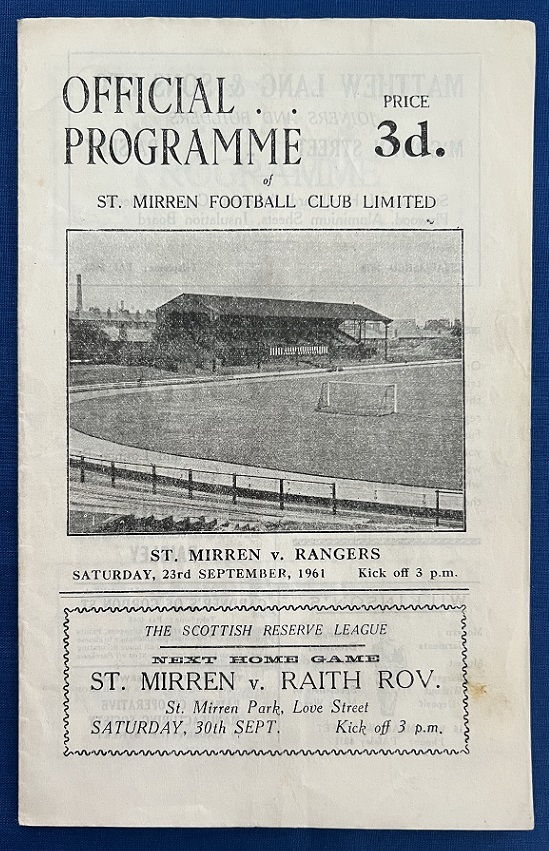 OFFICIAL . .
PROGRAMME
PRICE
3d.
of
ST. MIRREN FOOTBALL CLUB LIMITED
ST. MIRREN v. RANGERS
SATURDAY, 23rd SEPTEMBER, 1961 Kick off 3 p.m.
THE SCOTTISH RESERVE LEAGUE
NEXT HOME GAME
ST. MIRREN v. RAITH ROV.
St. Mirren Park, Love Street
SATURDAY, 30th SEPT. Kick off 3 p.m.